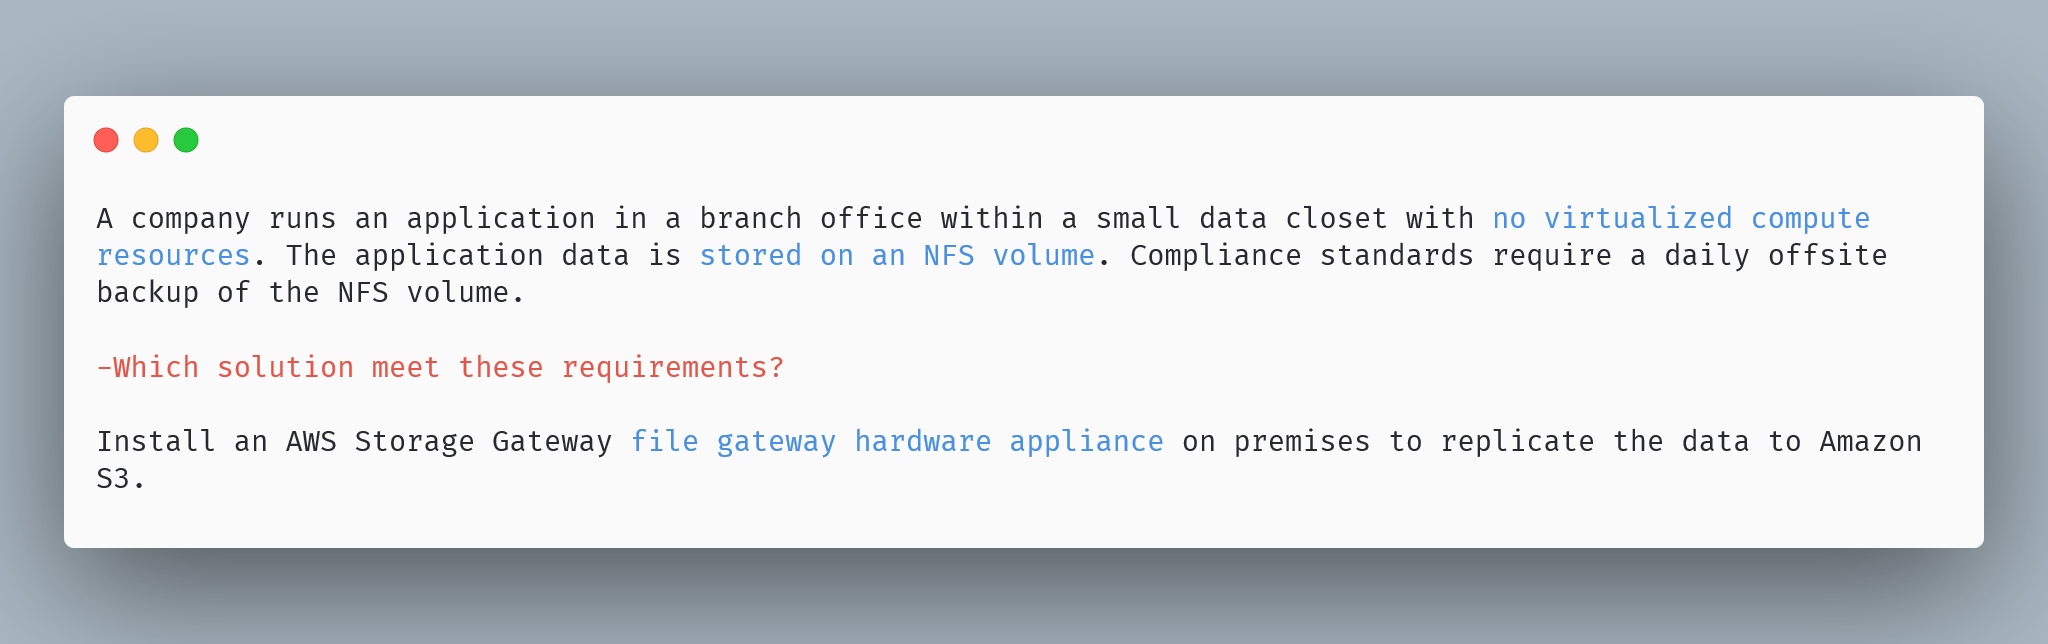 A company runs an application in a branch office within a small data closet with no virtualized compute
resources. The application data is stored on an NFS volume. Compliance standards require a daily offsite
backup of the NFS volume.
-Which solution meet these requirements?
Install an AWS Storage Gateway file gateway hardware appliance on premises to replicate the data to Amazon
S3.